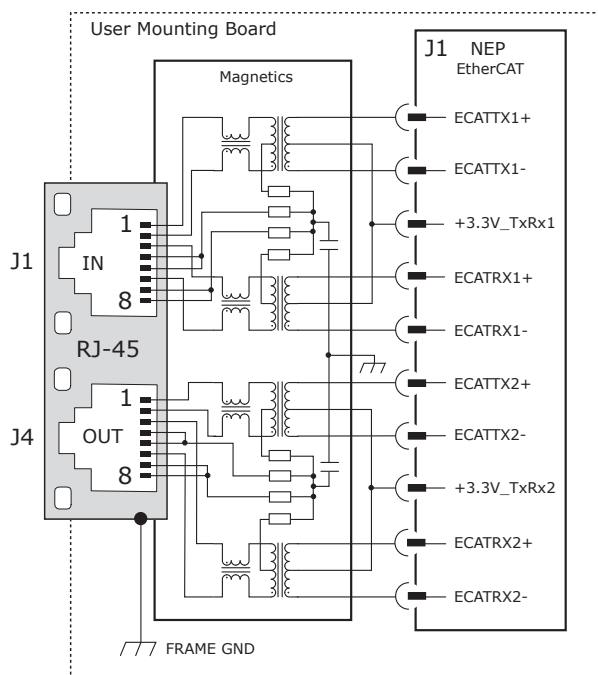 User Mounting Board
J1 NEP
EtherCAT
Magnetics
ECATTX1+
ECATTX1-
+3.3V_TxRx1
ECATRX1+
ECATRX1-
ECATTX2+
ECATTX2-
+3.3V_TxRx2
ECATRX2+
ECATRX2-
J1
1
IN
8
RJ-45
J4
1
OUT
8
FRAME GND